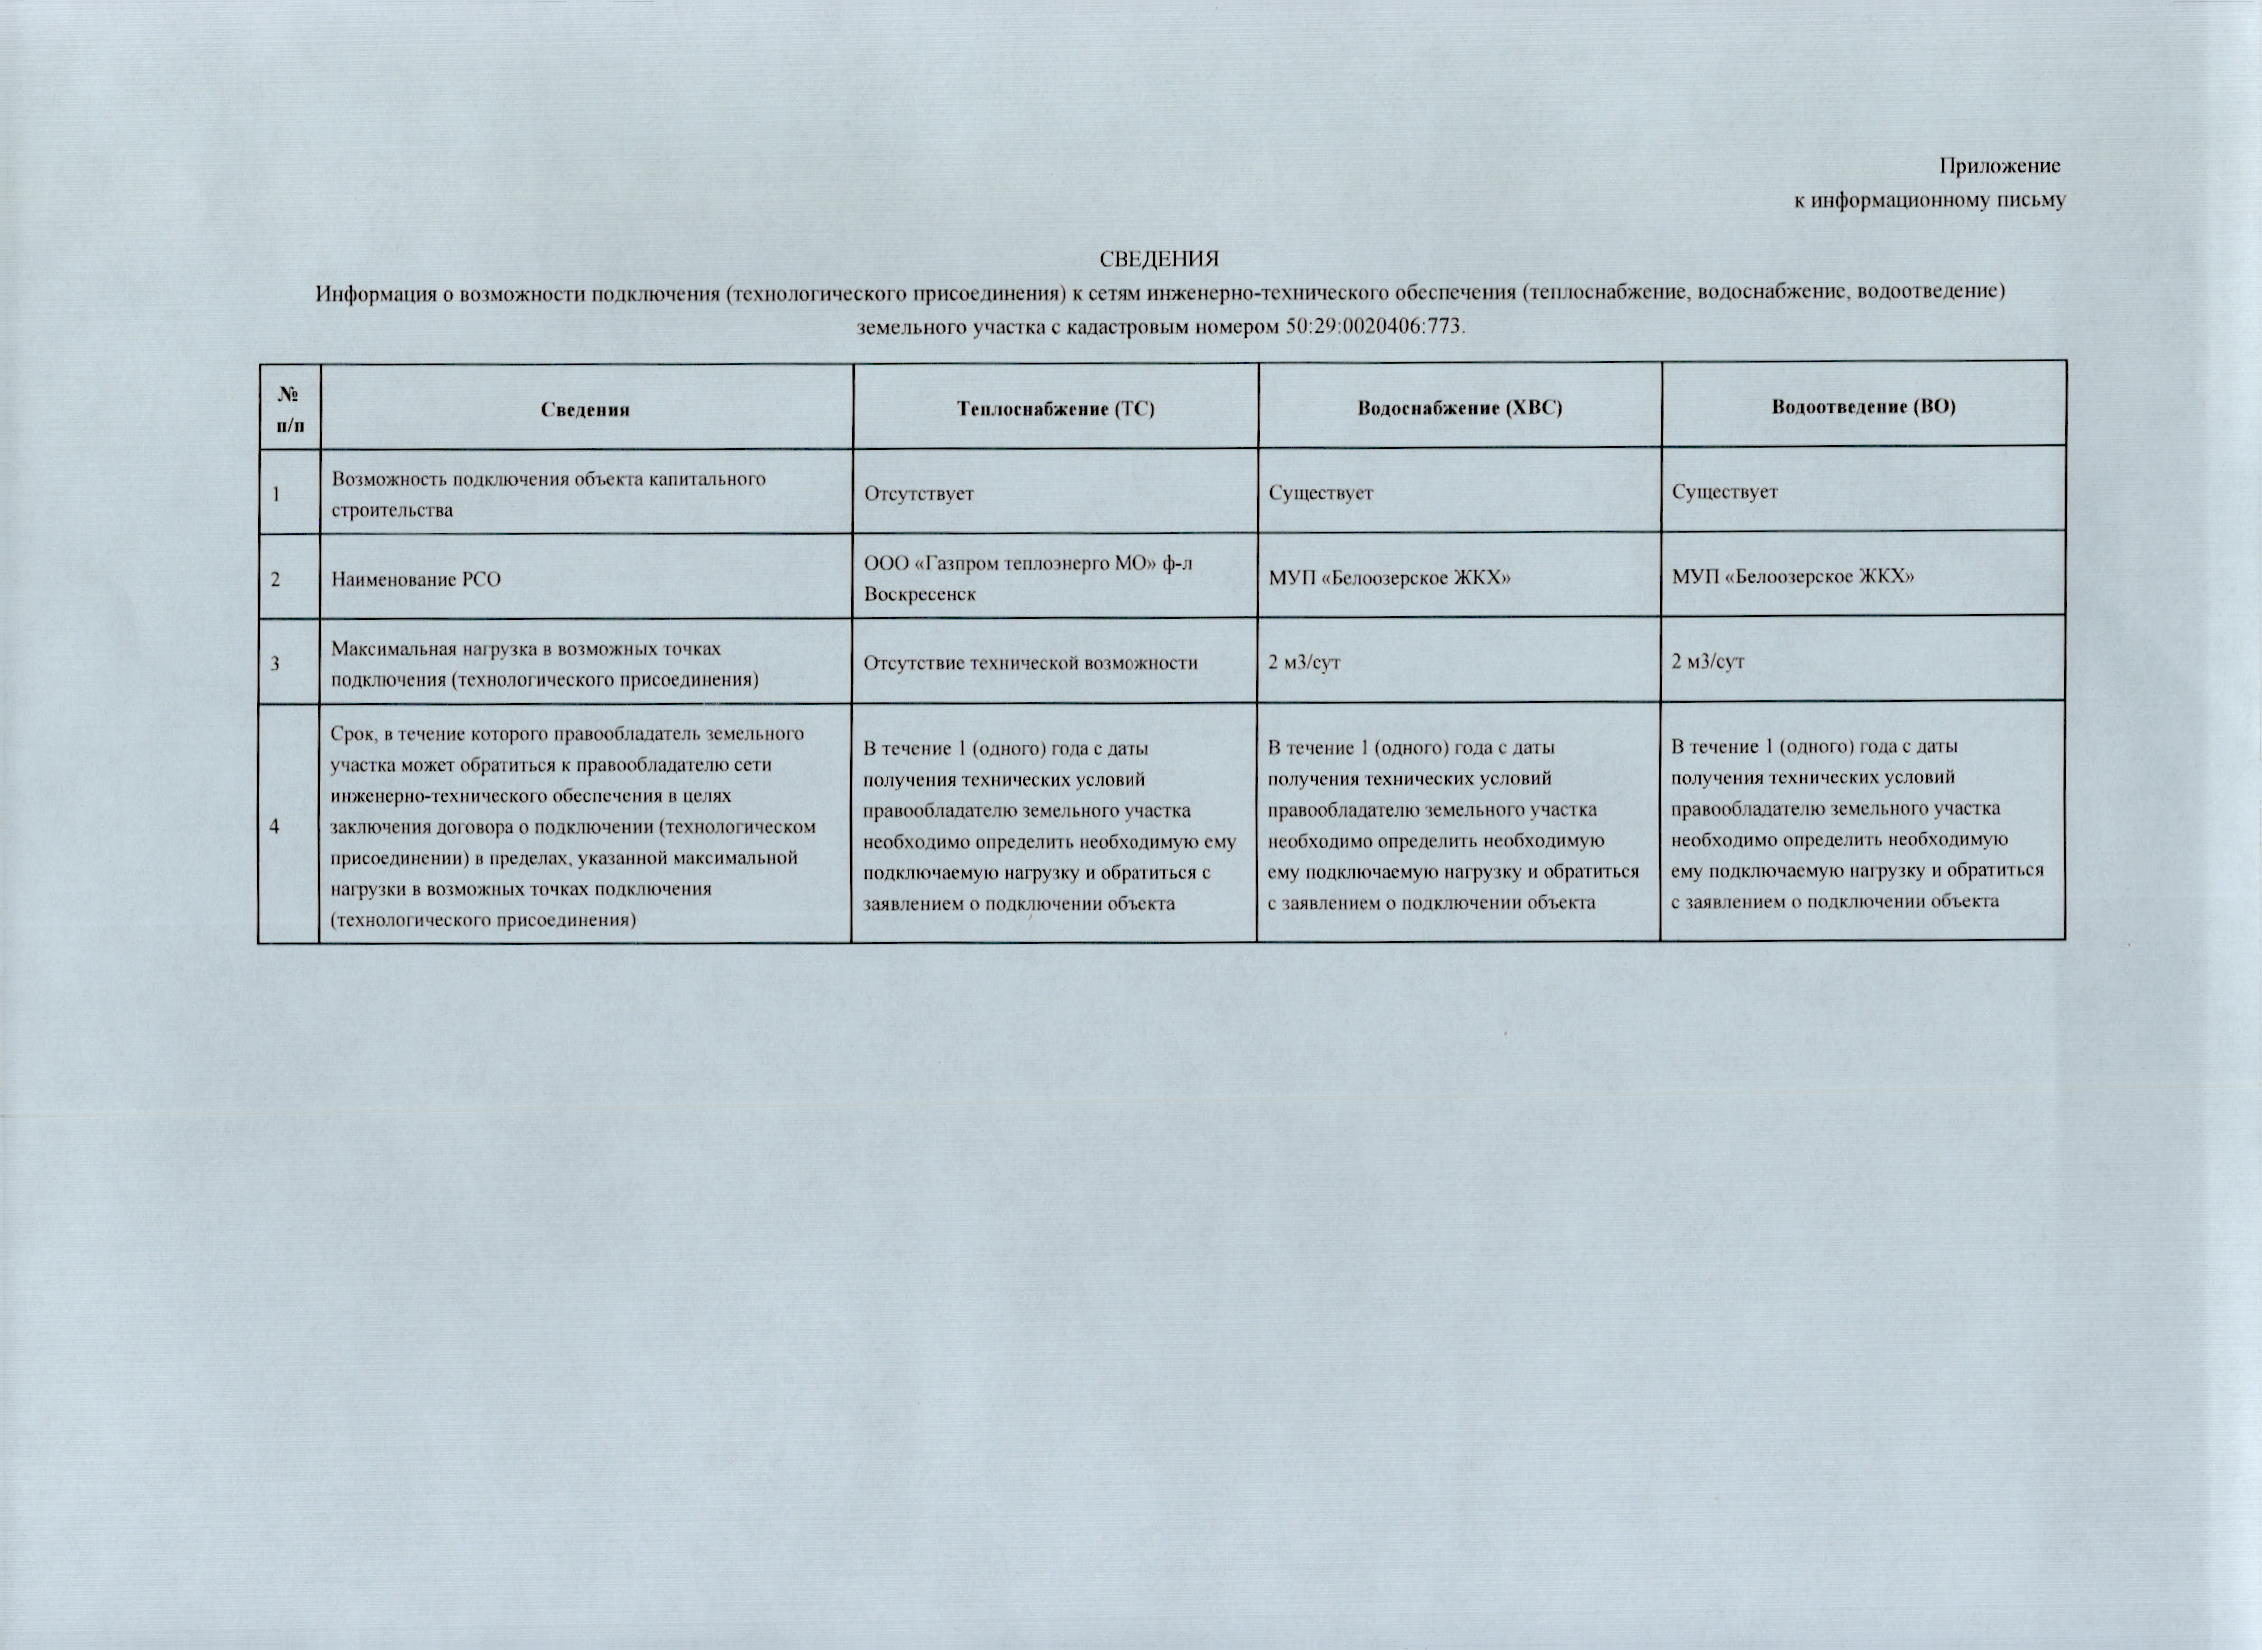 Приложение
к информационному письму
СВЕДЕНИЯ
Информация о возможности подключения (технологического присоединения) к сетям инженерно-технического обеспечения (теплоснабжение, водоснабжение, водоотведение)
земельного участка с кадастровым номером 50:29:0020406:773.
№
п/п
Сведения
Теплоснабжение (ТС)
Водоснабжение (ХВС)
Водоотведение (ВО)
1
Возможность подключения объекта капитального
строительства
Отсутствует
Существует
Существует
2
Наименование РСО
ООО «Газпром теплоэнерго МО» ф-л
Воскресенск
МУП «Белоозерское ЖКХ»
МУП «Белоозерское ЖКХ»
3
Максимальная нагрузка в возможных точках
подключения (технологического присоединения)
Отсутствие технической возможности
2 м3/сут
2 м3/сут
4
Срок, в течение которого правообладатель земельного
участка может обратиться к правообладателю сети
инженерно-технического обеспечения в целях
заключения договора о подключении (технологическом
присоединении) в пределах, указанной максимальной
нагрузки в возможных точках подключения
(технологического присоединения)
В течение 1 (одного) года с даты
получения технических условий
правообладателю земельного участка
необходимо определить необходимую ему
подключаемую нагрузку и обратиться с
заявлением о подключении объекта
В течение 1 (одного) года с даты
получения технических условий
правообладателю земельного участка
необходимо определить необходимую
ему подключаемую нагрузку и обратиться
с заявлением о подключении объекта
В течение 1 (одного) года с даты
получения технических условий
правообладателю земельного участка
необходимо определить необходимую
ему подключаемую нагрузку и обратиться
с заявлением о подключении объекта